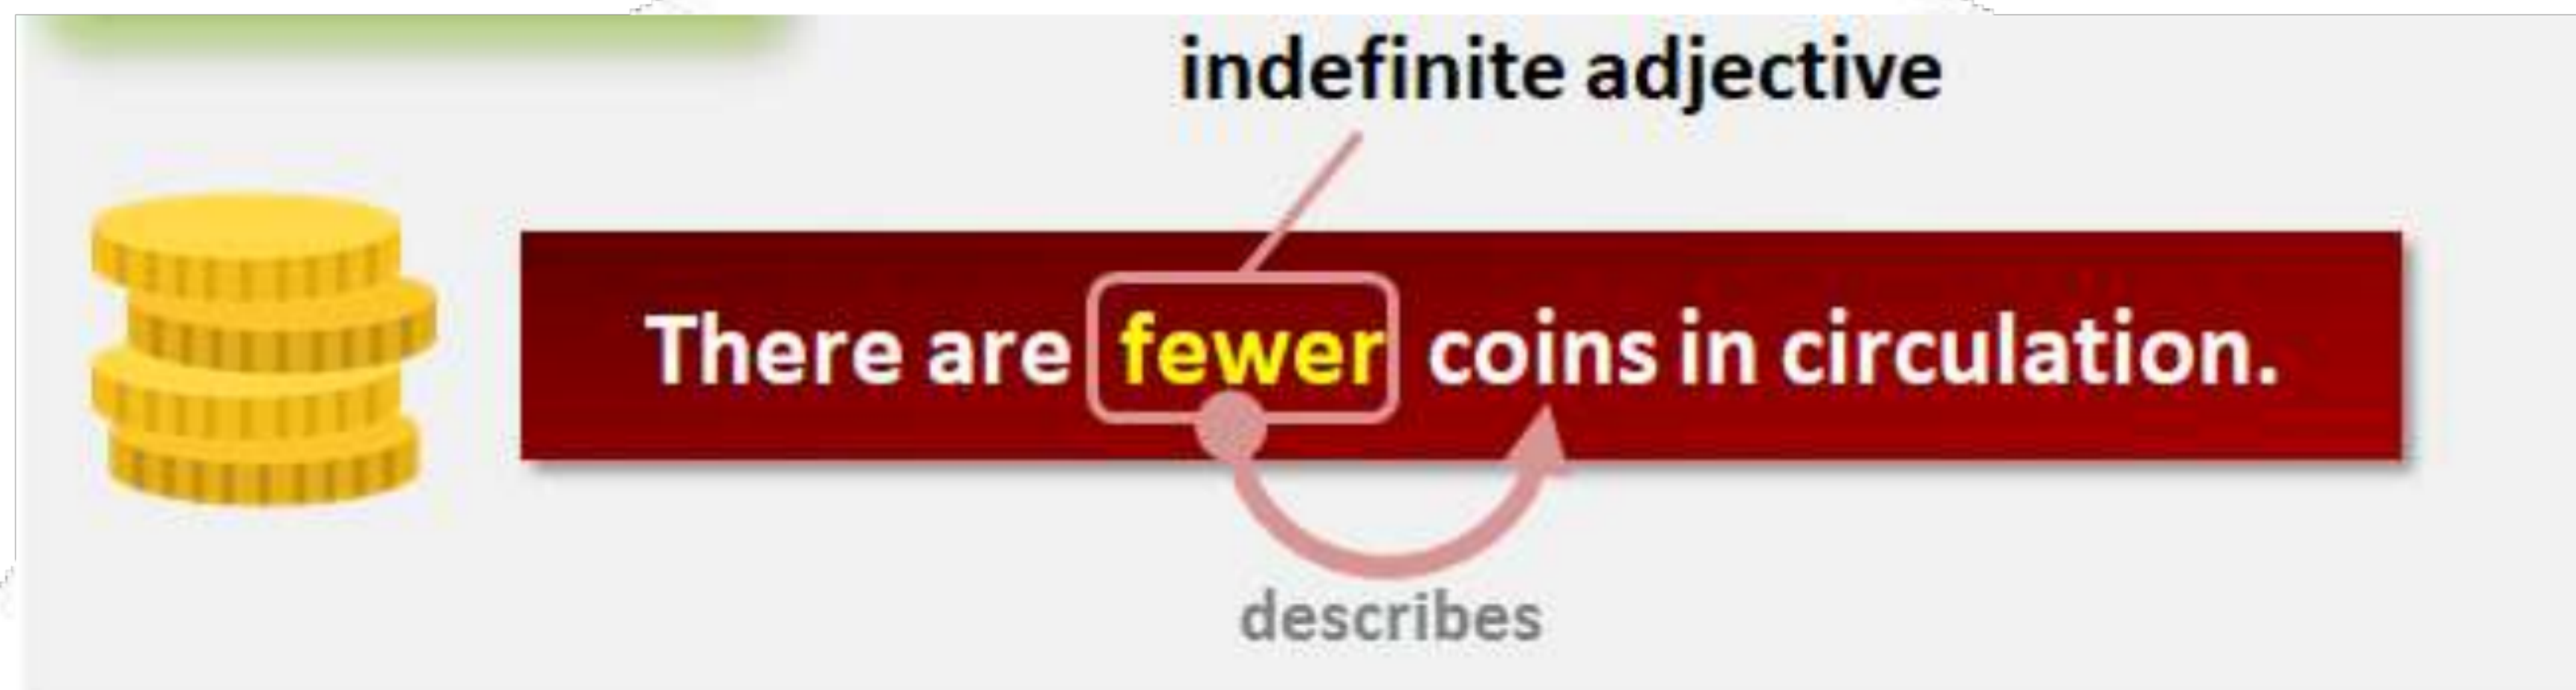 indefinite adjective
There are fewer coins in circulation.
describes